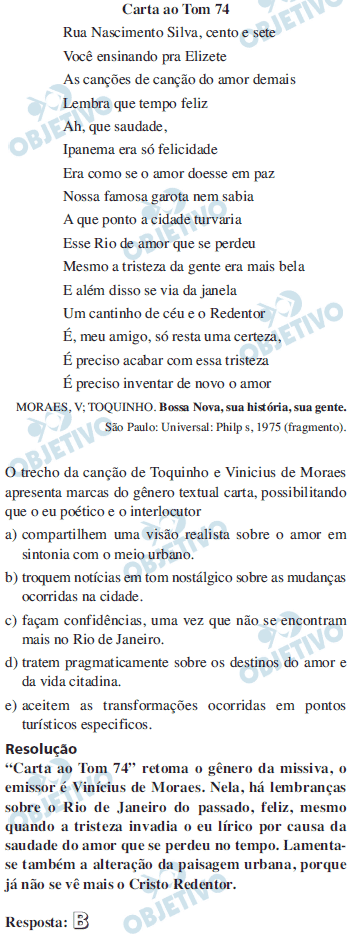 Carta ao Tom 74
Rua Nascimento Silva, cento e sete
Você ensinando pra Elizete
As canções de canção do amor demais
Lembra que tempo feliz
Ah, que saudade,
Ipanema era só felicidade
Era como se o amor doesse em paz
Nossa famosa garota nem sabia
A que ponto a cidade turvaria
Esse Rio de amor que se perdeu
Mesmo a tristeza da gente era mais bela
E além disso se via da janela
Um cantinho de céu e o Redentor
É, meu amigo, só resta uma certeza,
É preciso acabar com essa tristeza
É preciso inventar de novo o amor
MORAES, V; TOQUINHO. Bossa Nova, sua história, sua gente.
São Paulo: Universal: Philp s, 1975 (fragmento).
O trecho da canção de Toquinho e Vinicius de Moraes
apresenta marcas do gênero textual carta, possibilitando
que o eu poético e o interlocutor
a) compartilhem uma visão realista sobre o amor em
sintonia com o meio urbano.
b) troquem notícias em tom nostálgico sobre as mudanças
ocorridas na cidade.
c) façam confidências, uma vez que não se encontram
mais no Rio de Janeiro.
d) tratem pragmaticamente sobre os destinos do amor e
da vida citadina.
e) aceitem as transformações ocorridas em pontos
turísticos especificos.
Resolução
“Carta ao Tom 74” retoma o gênero da missiva, o
emissor é Vinícius de Moraes. Nela, há lembranças
sobre o Rio de Janeiro do passado, feliz, mesmo
quando a tristeza invadia o eu lírico por causa da
saudade do amor que se perdeu no tempo. Lamenta-
se também a alteração da paisagem urbana, porque
já não se vê mais o Cristo Redentor.
Resposta: B
OBJETIVO
OBJETIVO
OBJETIVO
OBJETIVO
OBJETIVO
OBJETIVO
OBJETIVO
OBJETIVO
OBJETIVO
OBJETIVO